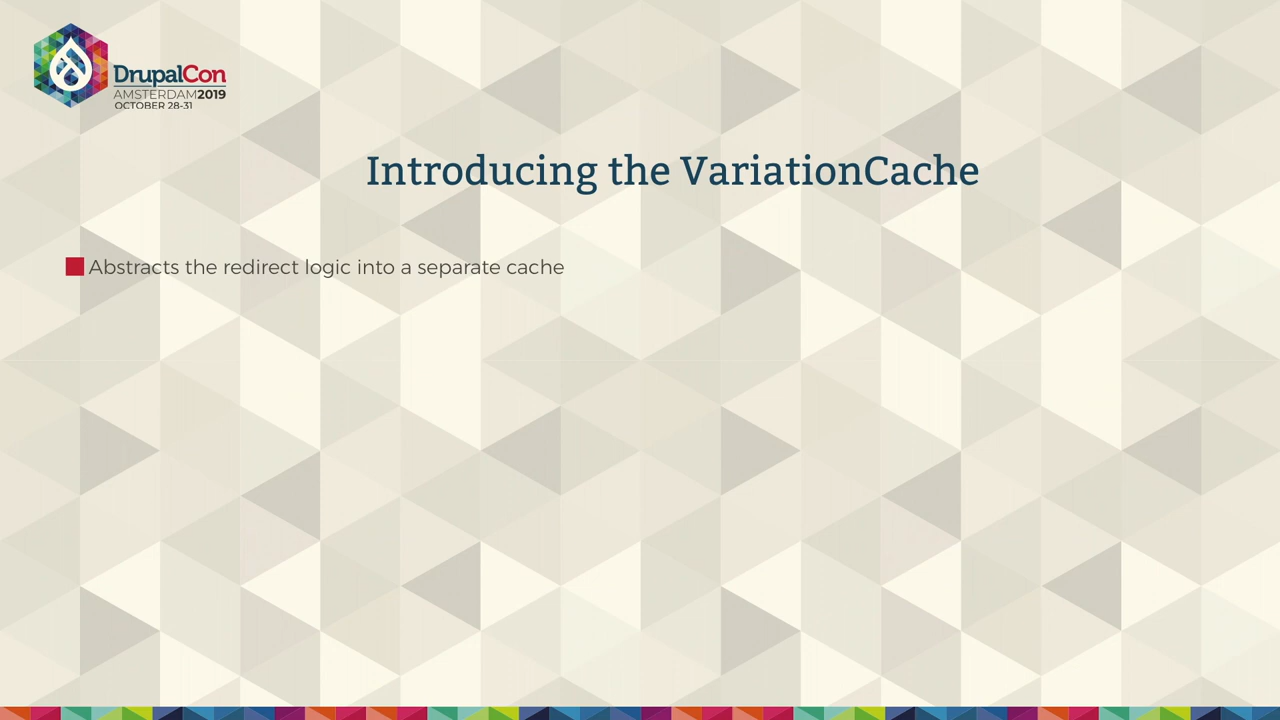 DrupalCon
AMSTERDAM2019
OCTOBER 28-31
Introducing the VariationCache
Abstracts the redirect logic into a separate cache